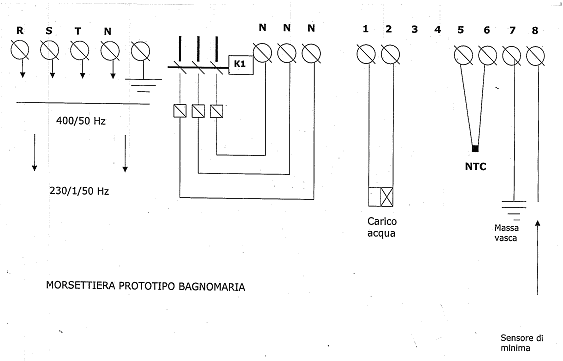 R S T N
N N N
1 2 3 4 5 6 7 8
K1
400/50 Hz
230/1/50 Hz
NTC
Carico
acqua
Massa
vasca
MORSETTIERA PROTOTIPO BAGNOMARIA
Sensore di
minima